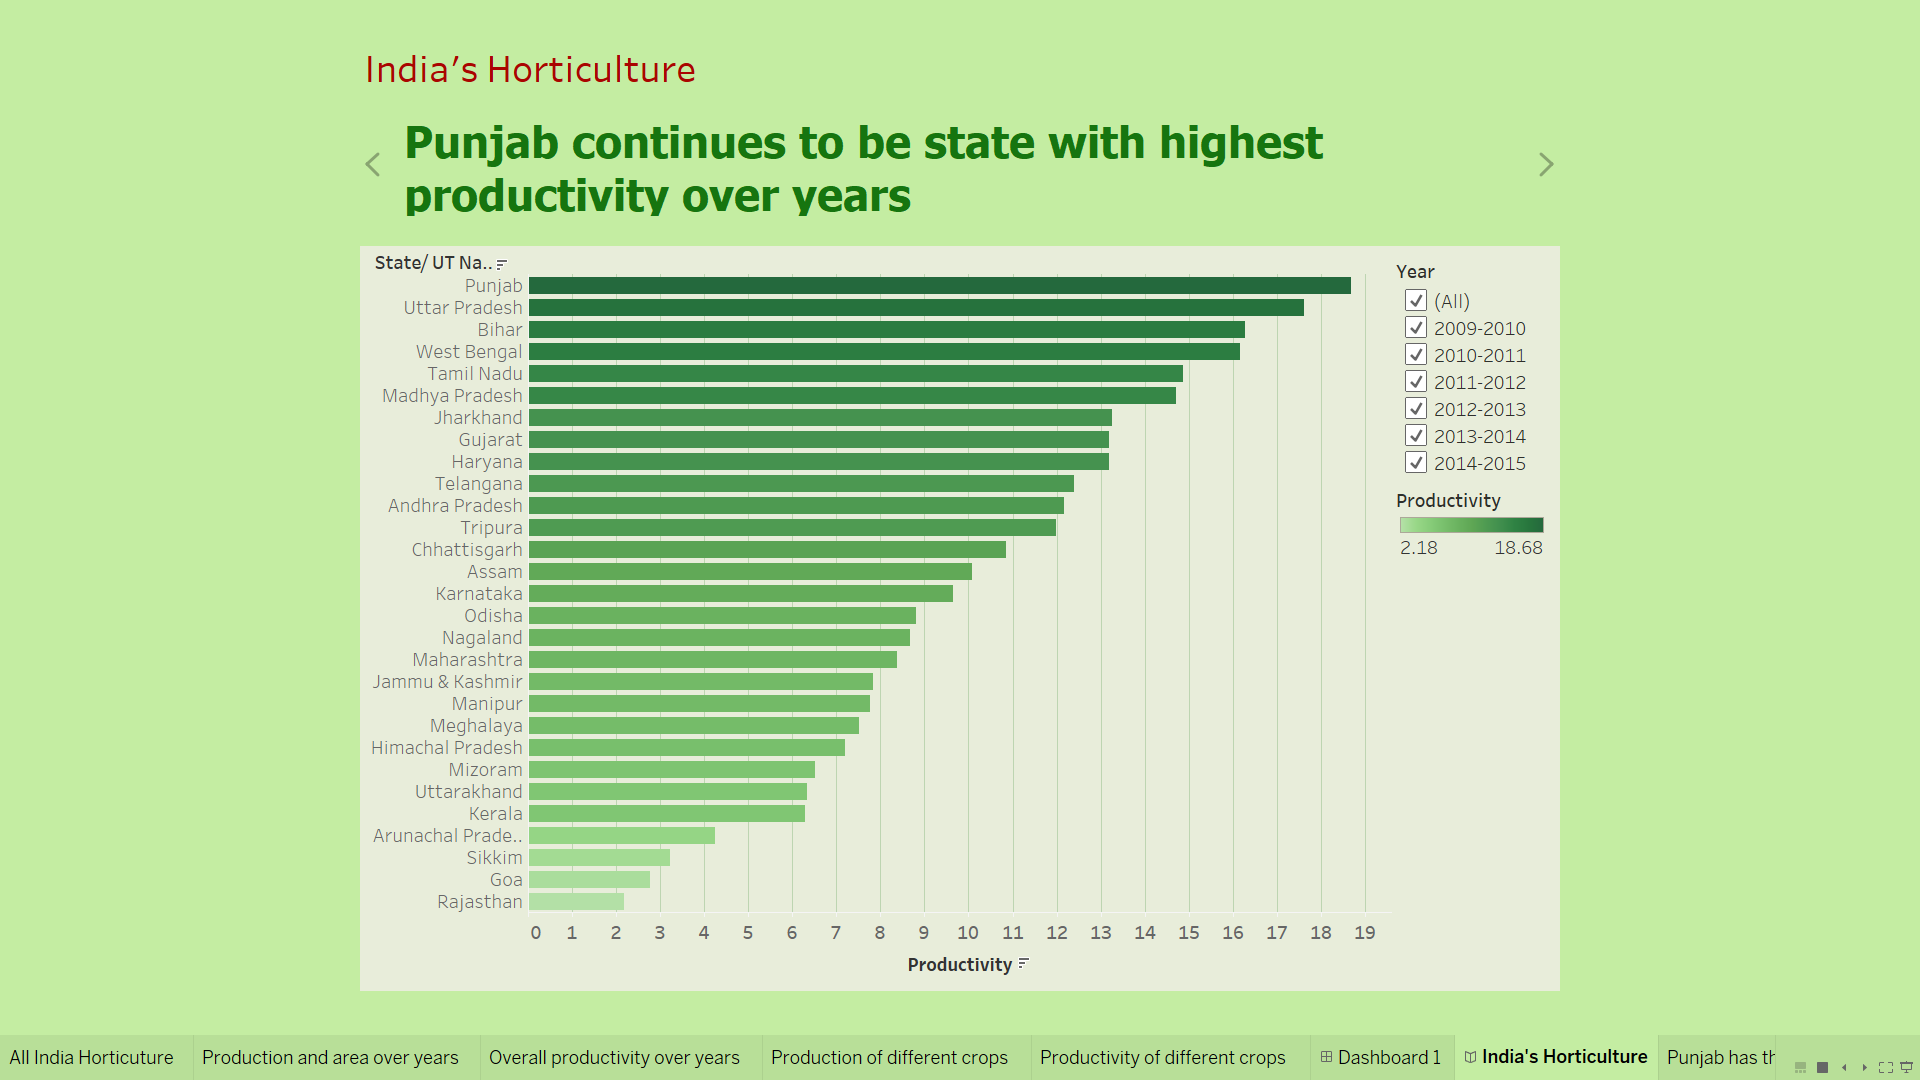 India's Horticulture
Punjab continues to be state with highest
productivity over years
State/ UT Na..
Punjab
Uttar Pradesh
Bihar
West Bengal
Tamil Nadu
Madhya Pradesh
Jharkhand
Gujarat
Haryana
Telangana
Andhra Pradesh
Tripura
Chhattisgarh
Assam
Karnataka
Odisha
Nagaland
Maharashtra
Jammu & Kashmir
Manipur
Meghalaya
Himachal Pradesh
Mizoram
Uttarakhand
Kerala
Arunachal Prade..
Sikkim
Goa
Rajasthan
0 1 2 3 4 5 6 7 8 9 10 11 12 13 14 15 16 17 18 19
Productivity
Year
(All)
2009-2010
2010-2011
2011-2012
2012-2013
2013-2014
2014-2015
Productivity
2.18 18.68
All India Horticuture Production and area over years Overall productivity over years Production of different crops Productivity of different crops Dashboard 1 India's Horticulture Punjab has th